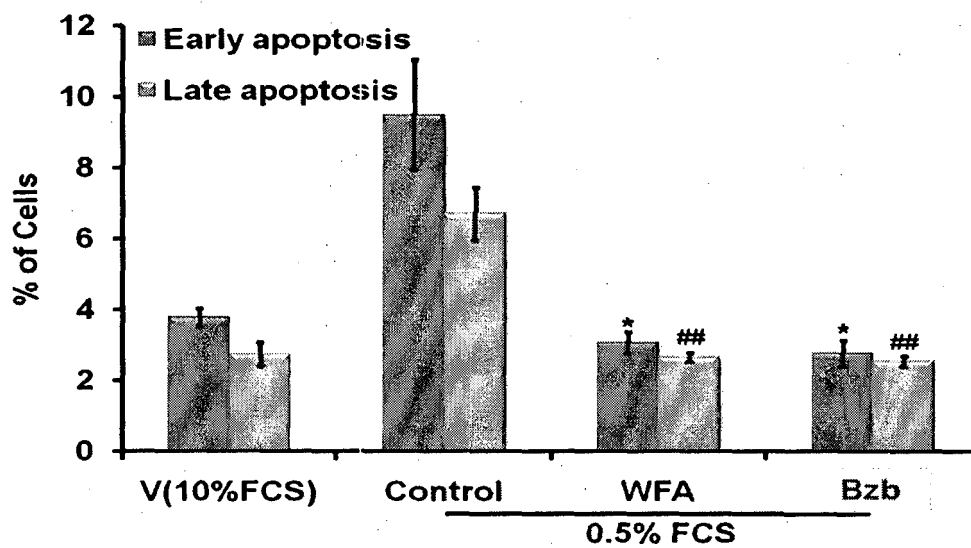 12
Early apoptosis
Late apoptosis
10
8
6
4
2
0
% of Cells
* ## * ##
V(10%FCS) Control WFA Bzb
0.5% FCS